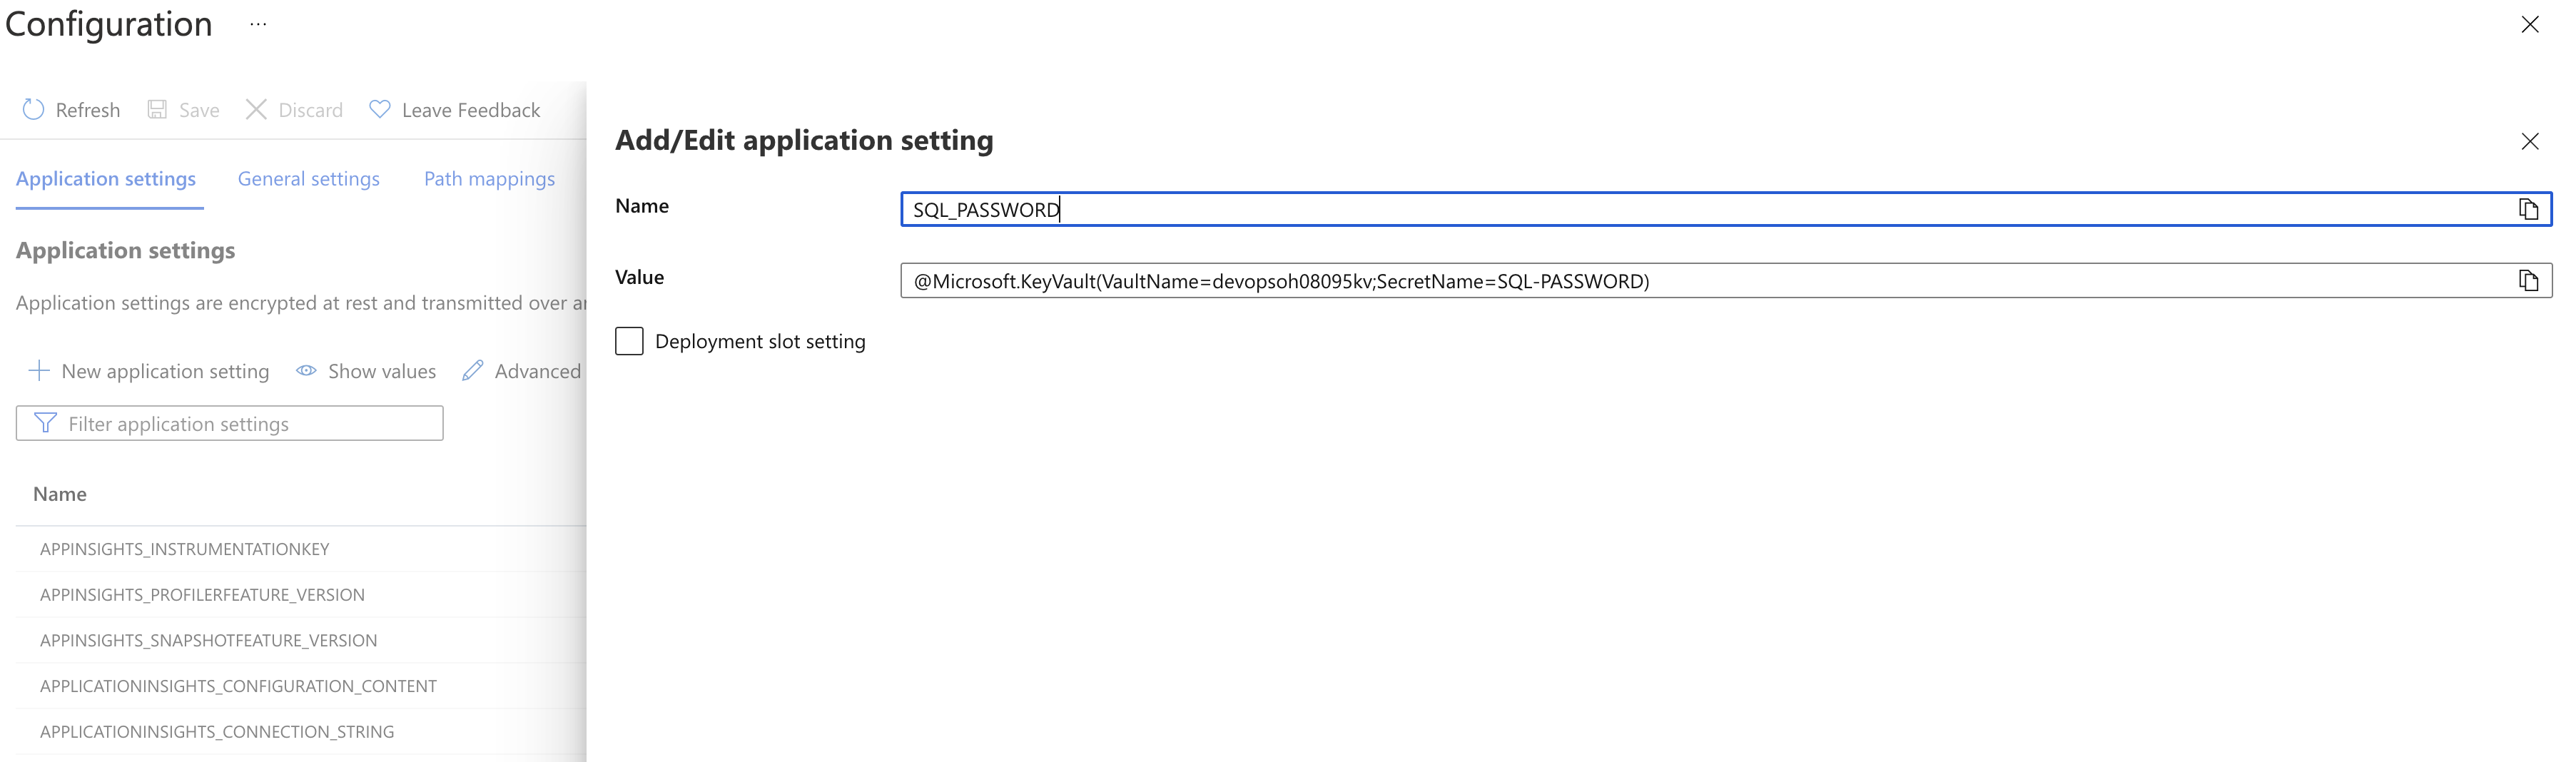 Configuration ...
Refresh Save Discard Leave Feedback
Application settings General settings Path mappings
Application settings
Application settings are encrypted at rest and transmitted over
New application setting Show values Advanced
Filter application settings
Name
APPINSIGHTS_INSTRUMENTATIONKEY
APPINSIGHTS_PROFILERFEATURE_VERSION
APPINSIGHTS_SNAPSHOTFEATURE_VERSION
APPLICATIONINSIGHTS_CONFIGURATION_CONTENT
APPLICATIONINSIGHTS_CONNECTION_STRING
Add/Edit application setting
Name
SQL_PASSWORD
Value
@Microsoft.KeyVault(VaultName=devopsoh08095kv;SecretName=SQL-PASSWORD)
Deployment slot setting